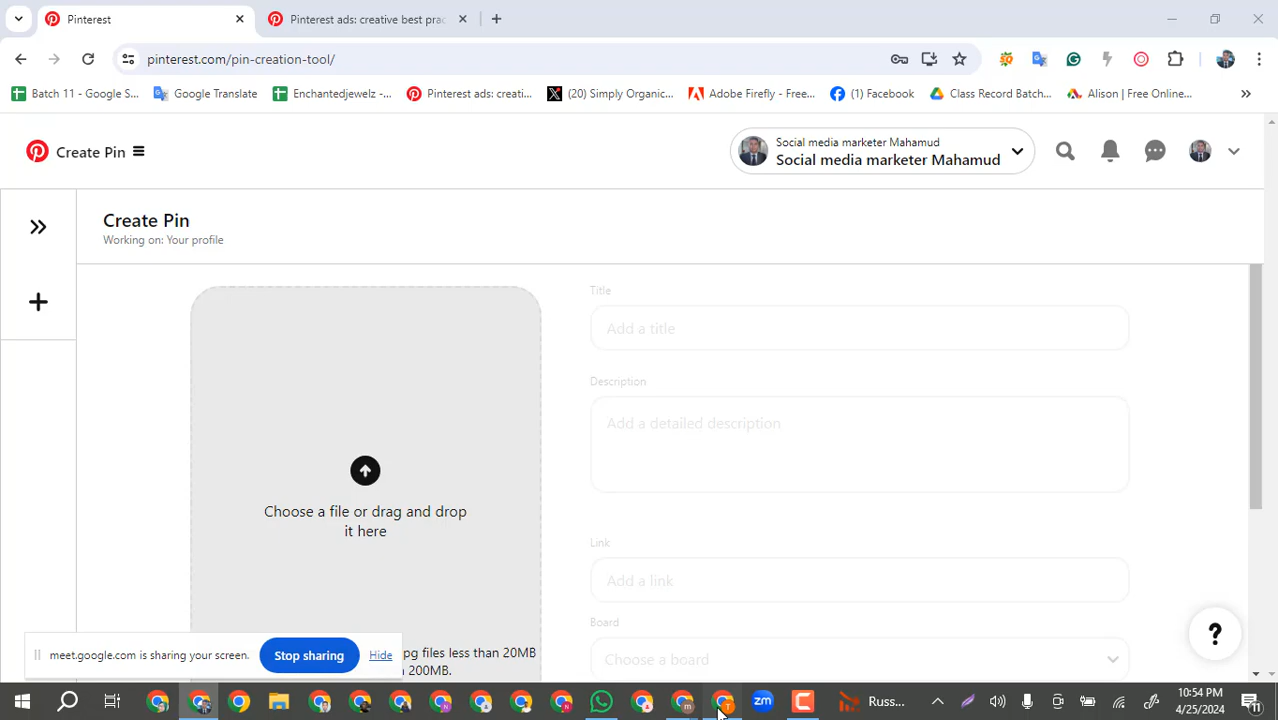 Pinterest
Pinterest ads: creative best prac
pinterest.com/pin-creation-tool/
Batch 11 - Google S...
Google Translate
Enchantedjewelz - ...
Pinterest ads: creati...
(20) Simply Organic...
Adobe Firefly - Free...
(1) Facebook
Class Record Batch...
Alison | Free Online...
Create Pin
Social media marketer Mahamud
Social media marketer Mahamud
Create Pin
Working on: Your profile
Title
Add a title
Description
Add a detailed description
Choose a file or drag and drop
it here
Link
Add a link
Board
Choose a board
jpg files less than 20MB
200MB.
meet.google.com is sharing your screen.
Stop sharing
Hide
?
zm
Russ...
10:54 PM
4/25/2024
11